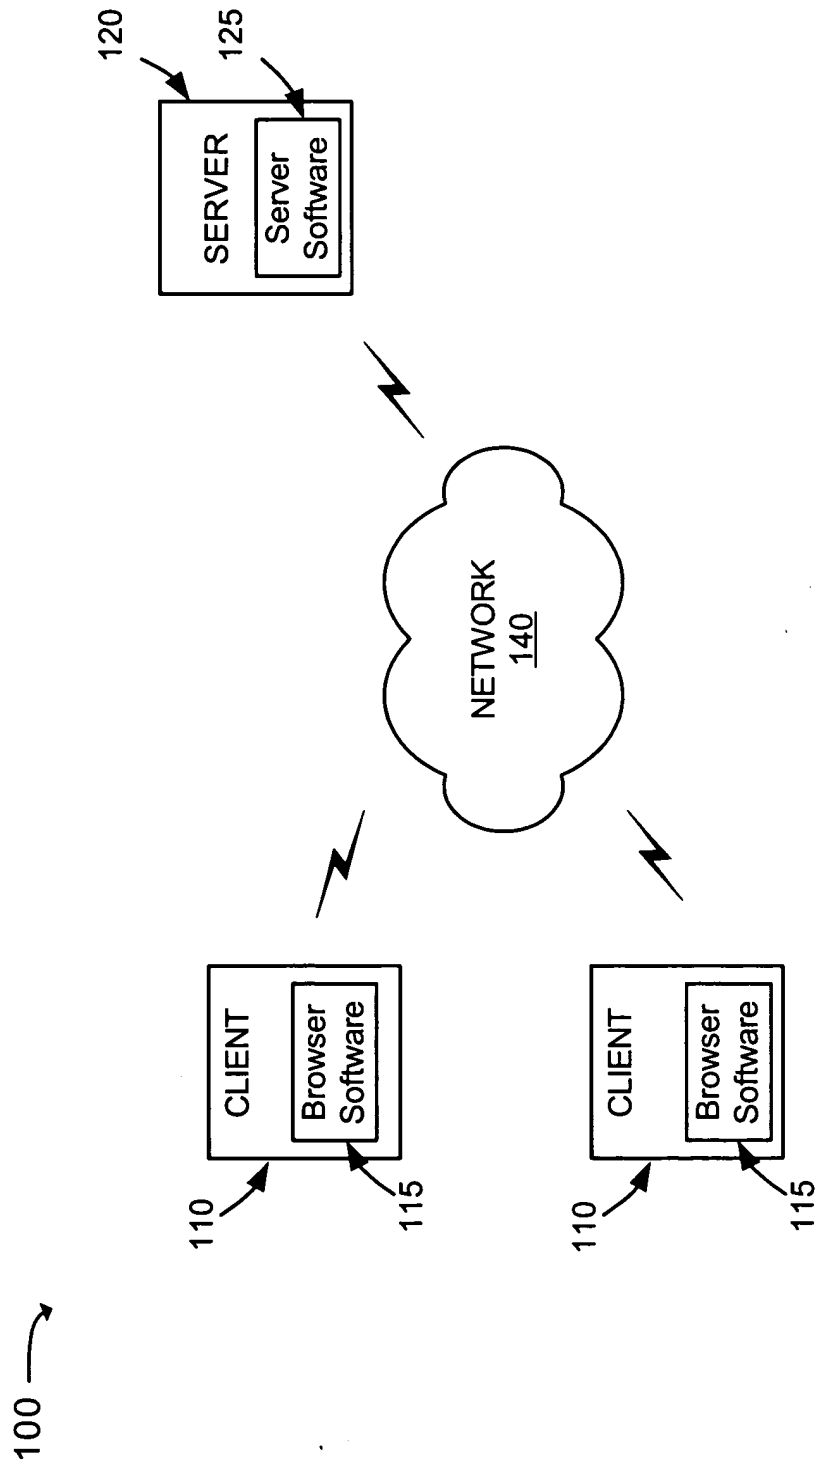 100
110
CLIENT
Browser
Software
115
110
CLIENT
Browser
Software
115
NETWORK
140
120
SERVER
Server
Software
125